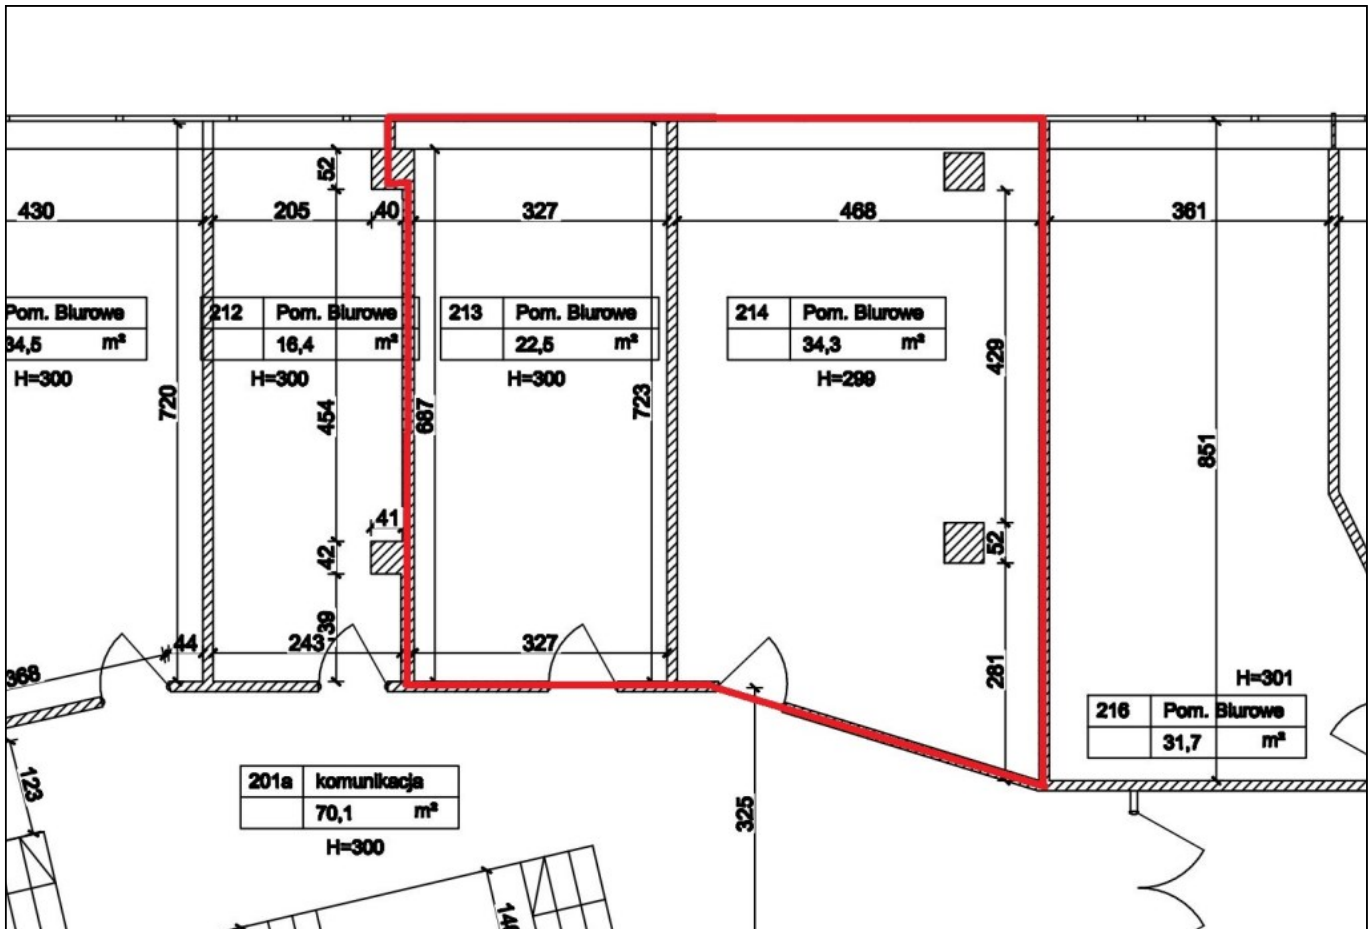 52
430
205
40
327
468
361
Pom. Biurowe
212
Pom. Biurowe
213
Pom. Biurowe
214
Pom. Biurowe
34,5 m²
16,4 m²
22,5 m²
34,3 m²
H=300
H=300
H=300
H=299
720
454
687
723
429
851
41
42
52
139
44
243
327
368
281
H=301
216
Pom. Biurowe
31,7 m²
123
201a
komunikacja
70,1 m²
H=300
325